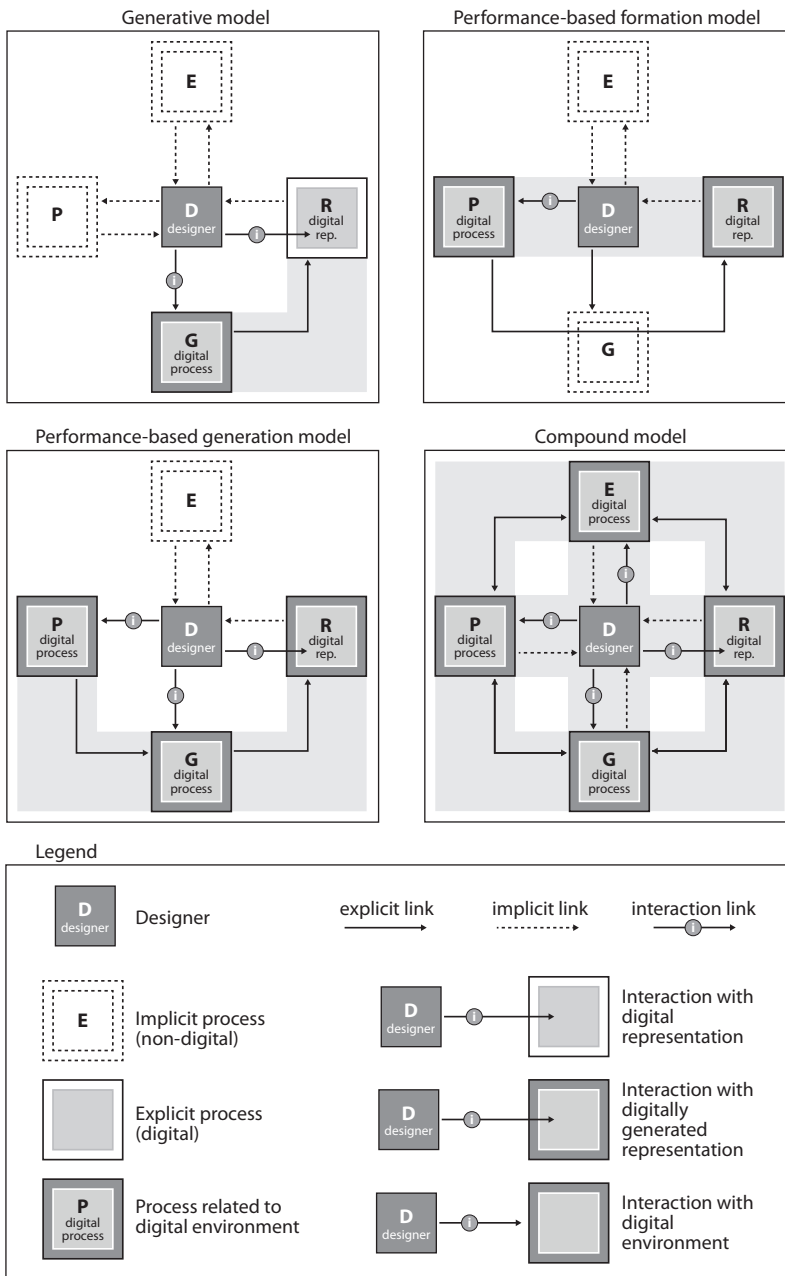 Generative model
E
P
D
designer
i
R
digital
rep.
i
G
digital
process
Performance-based formation model
E
P
digital
process
i
D
designer
R
digital
rep.
G
Performance-based generation model
E
P
digital
process
i
D
designer
i
R
digital
rep.
i
G
digital
process
Compound model
E
digital
process
i
P
digital
process
i
D
designer
i
R
digital
rep.
i
G
digital
process
Legend
D
designer
Designer
explicit link
implicit link
interaction link
i
E
Implicit process
(non-digital)
D
designer
i
Interaction with
digital
representation
Explicit process
(digital)
D
designer
i
Interaction with
digitally
generated
representation
P
digital
process
Process related to
digital environment
D
designer
i
Interaction with
digital
environment